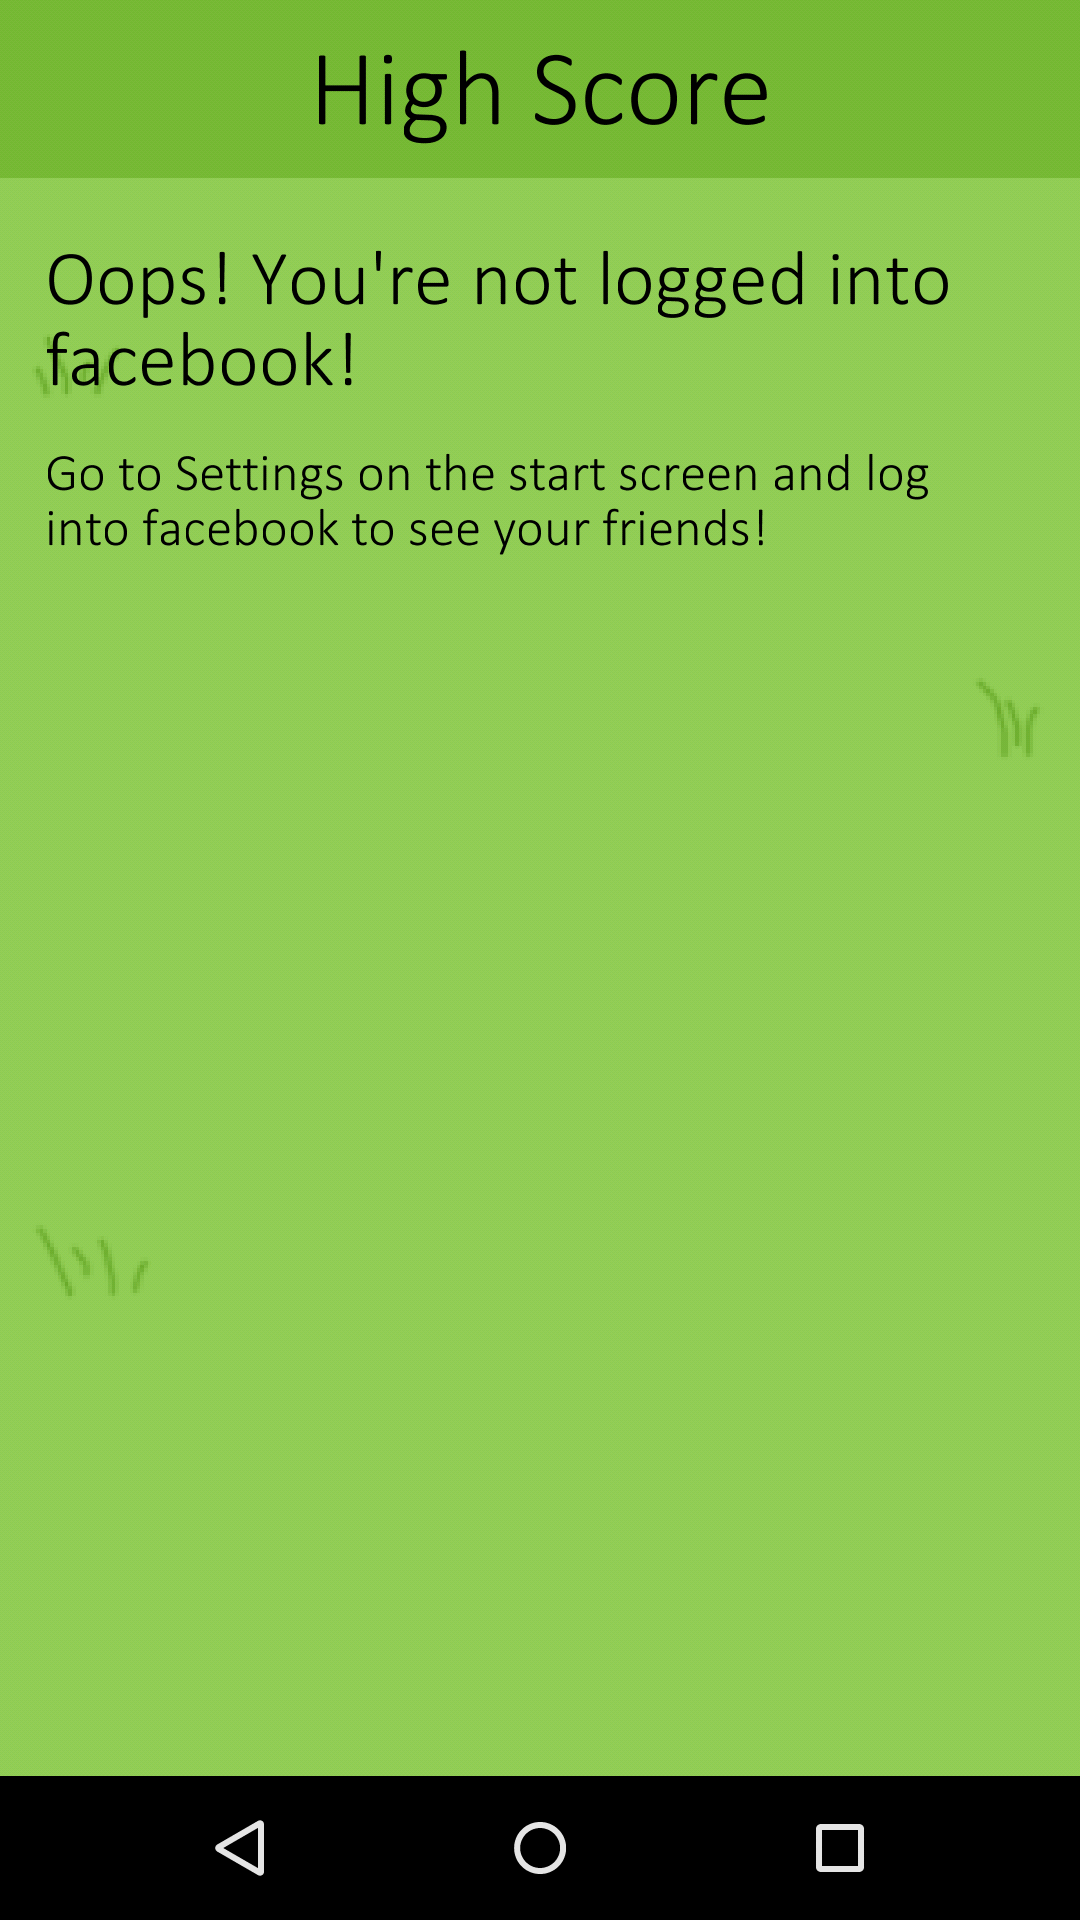 High Score
Oops! You're not logged into
facebook!
Go to Settings on the start screen and log
into facebook to see your friends!